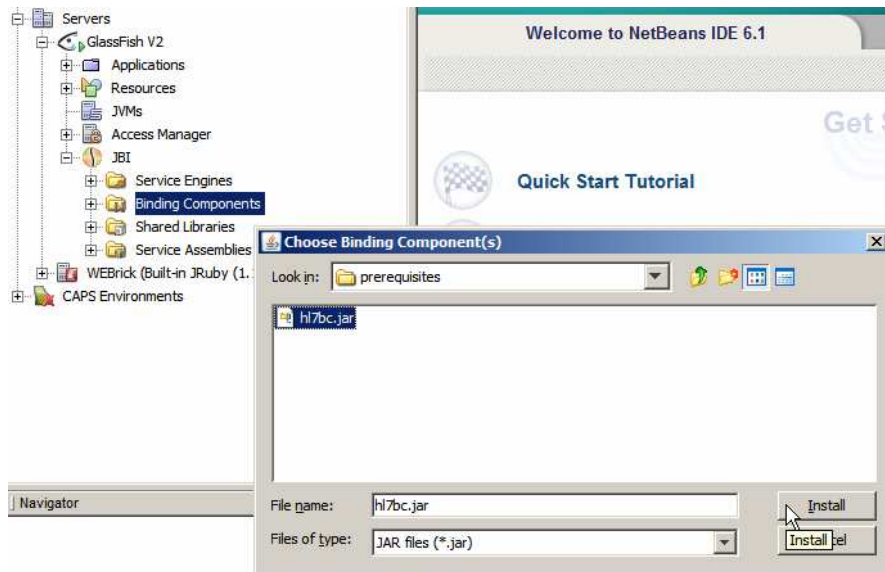 Servers
GlassFish V2
Applications
Resources
JVMs
Access Manager
JBI
Service Engines
Binding Components
Shared Libraries
Service Assemblies
WEBrick (Built-in JRuby (1.
CAPS Environments
Navigator
Welcome to NetBeans IDE 6.1
Get
Quick Start Tutorial
Choose Binding Component(s)
Look in: prerequisites
hl7bc.jar
File name: hl7bc.jar Install
Files of type: JAR files (*.jar) Install cel